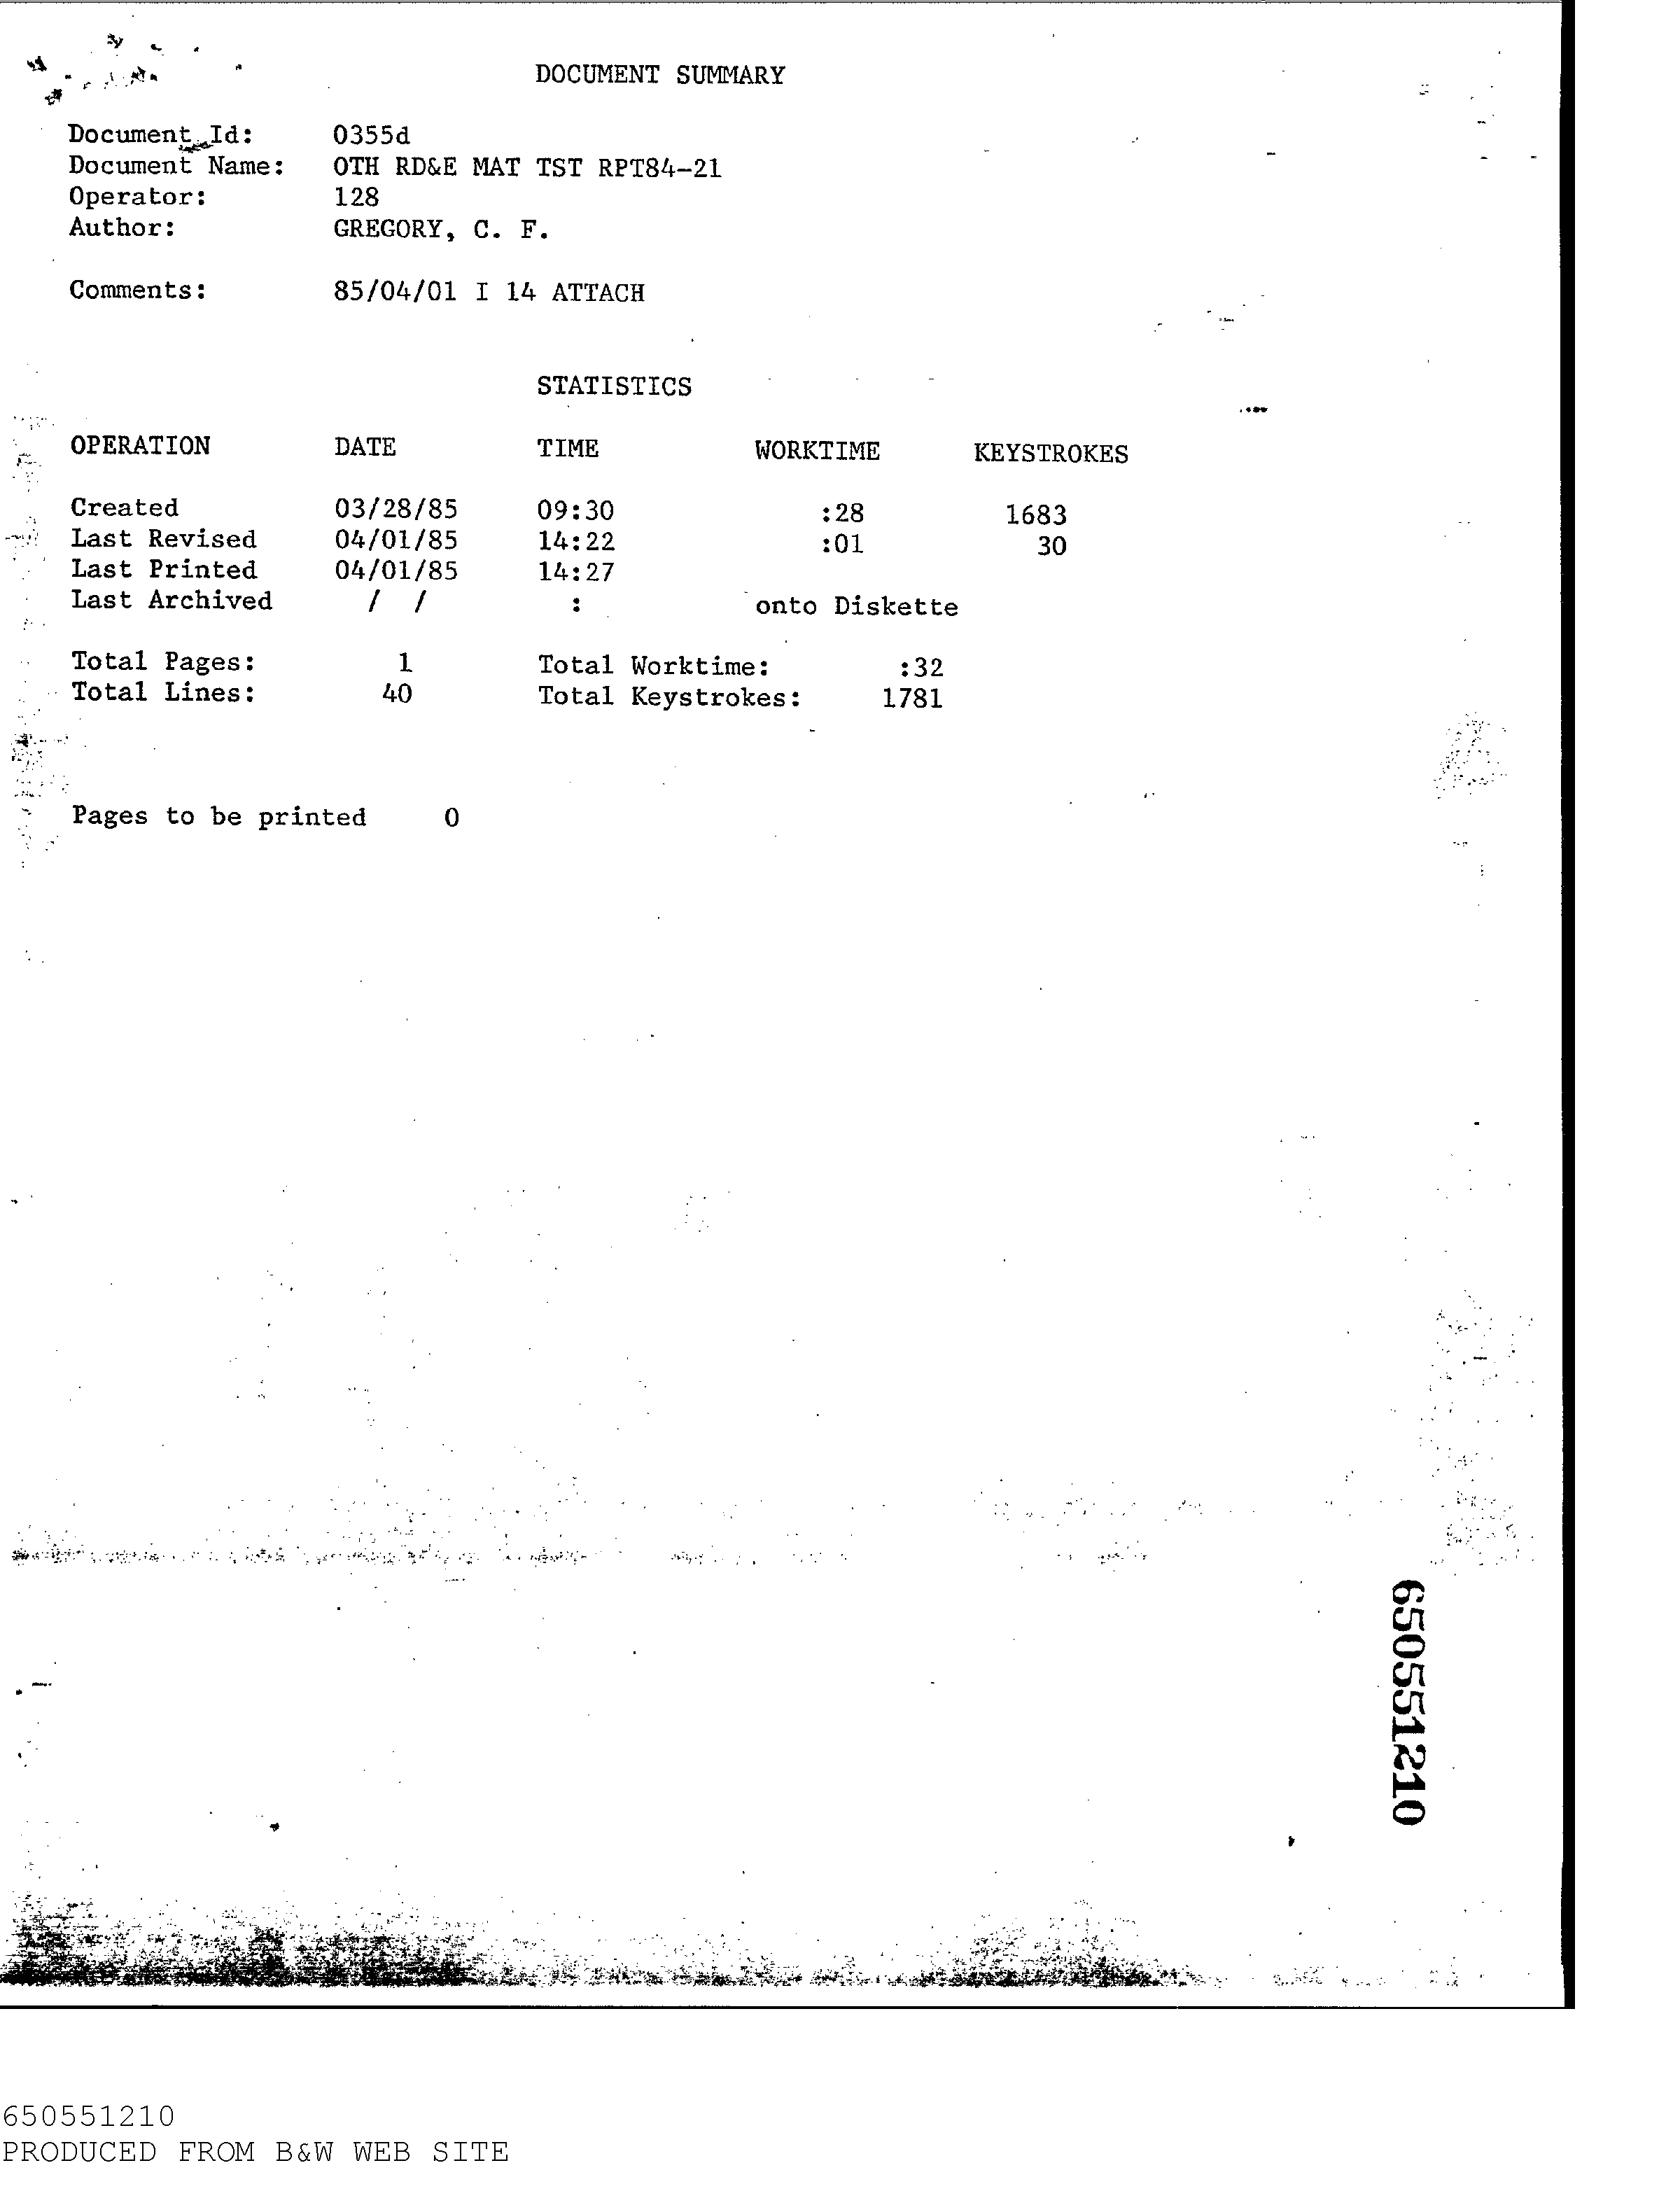 DOCUMENT SUMMARY
Document Id: 0355d
Document Name: OTH RD&E MAT TST RPT84-21
Operator: 128
Author: GREGORY, C. F.
Comments: 85/04/01 I 14 ATTACH
STATISTICS
OPERATION DATE TIME WORKTIME KEYSTROKES
Created 03/28/85 09:30 :28 1683
Last Revised 04/01/85 14:22 :01 30
Last Printed 04/01/85 14:27
Last Archived / / : onto Diskette
Total Pages: 1 Total Worktime: :32
Total Lines: 40 Total Keystrokes: 1781
Pages to be printed 0
650551210
650551210
PRODUCED FROM B&W WEB SITE